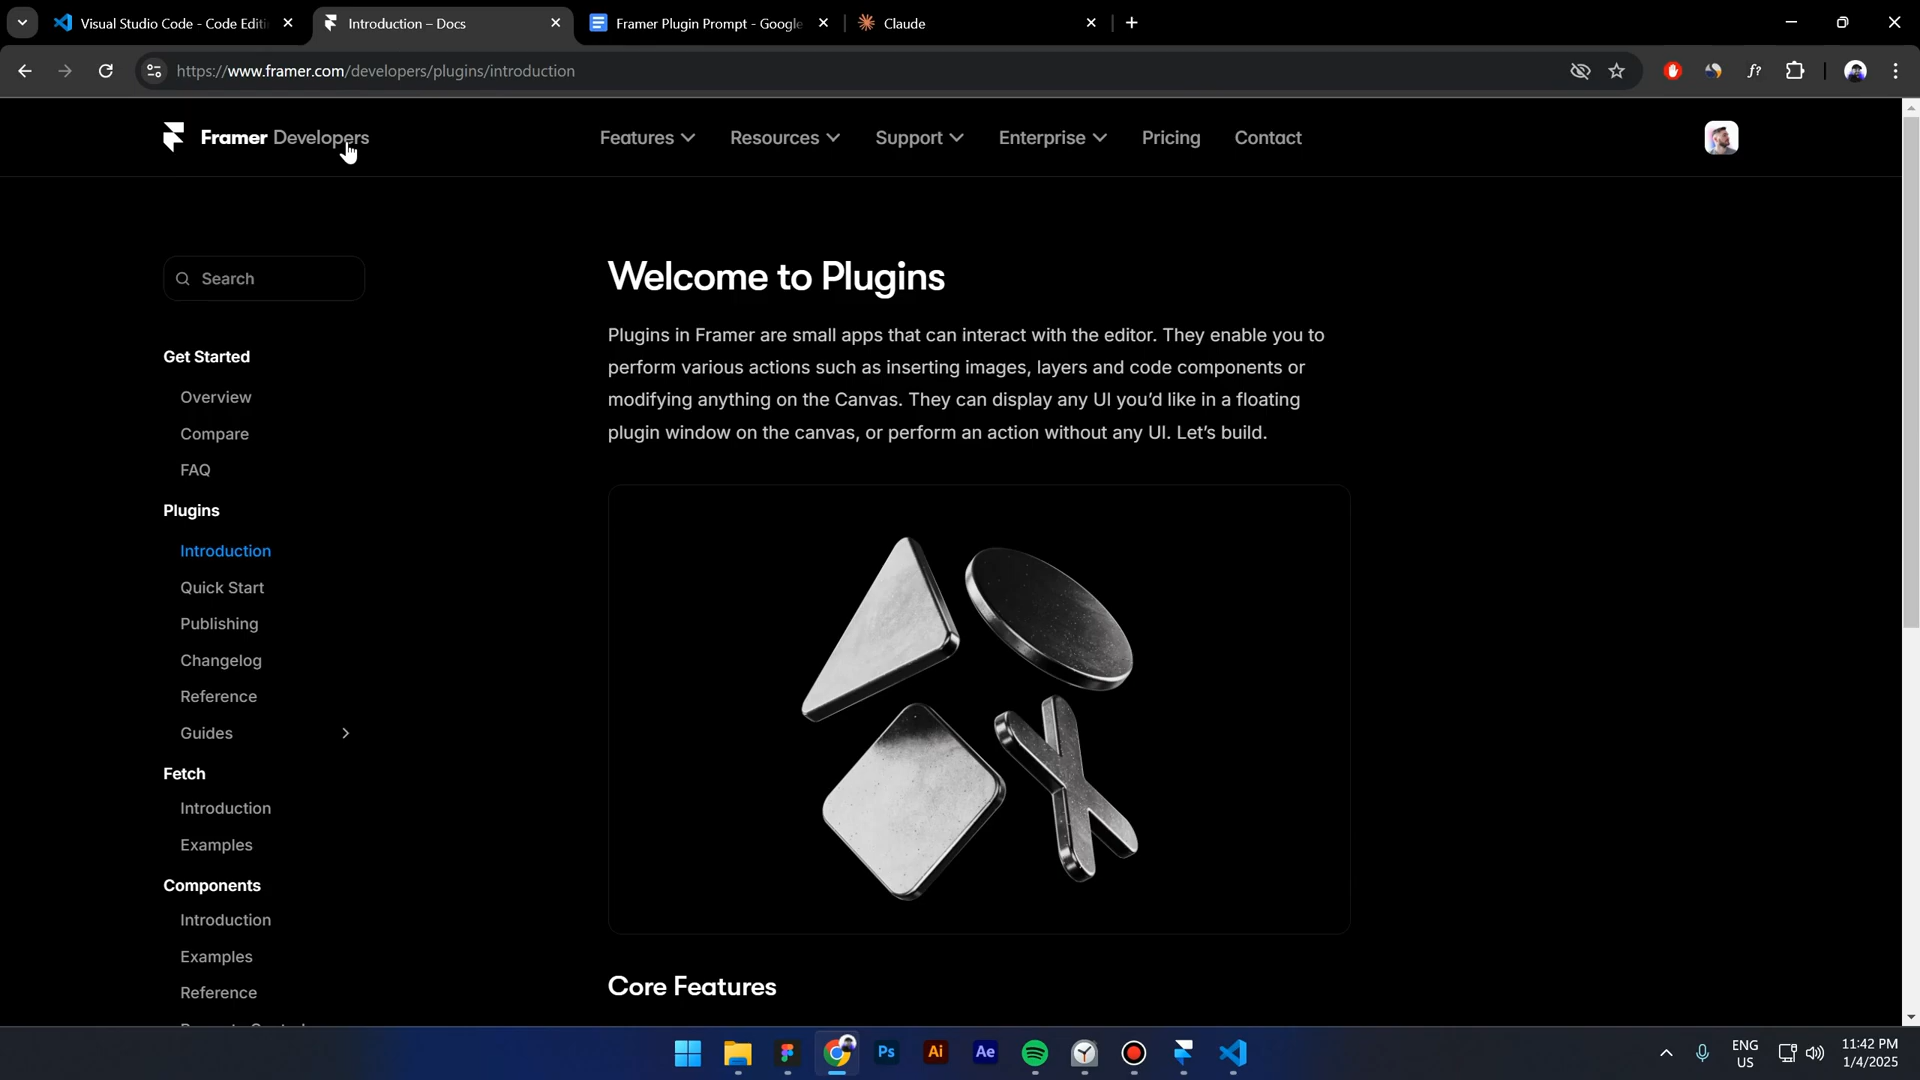 Visual Studio Code - Code Editi
Introduction – Docs
Framer Plugin Prompt - Google
Claude
https://www.framer.com/developers/plugins/introduction
f?
Framer Developers
Features
Resources
Support
Enterprise
Pricing
Contact
Search
Get Started
Overview
Compare
FAQ
Plugins
Introduction
Quick Start
Publishing
Changelog
Reference
Guides
Fetch
Introduction
Examples
Components
Introduction
Examples
Reference
Welcome to Plugins
Plugins in Framer are small apps that can interact with the editor. They enable you to
perform various actions such as inserting images, layers and code components or
modifying anything on the Canvas. They can display any UI you’d like in a floating
plugin window on the canvas, or perform an action without any UI. Let’s build.
Core Features
Ps
Ai
Ae
ENG
US
11:42 PM
1/4/2025